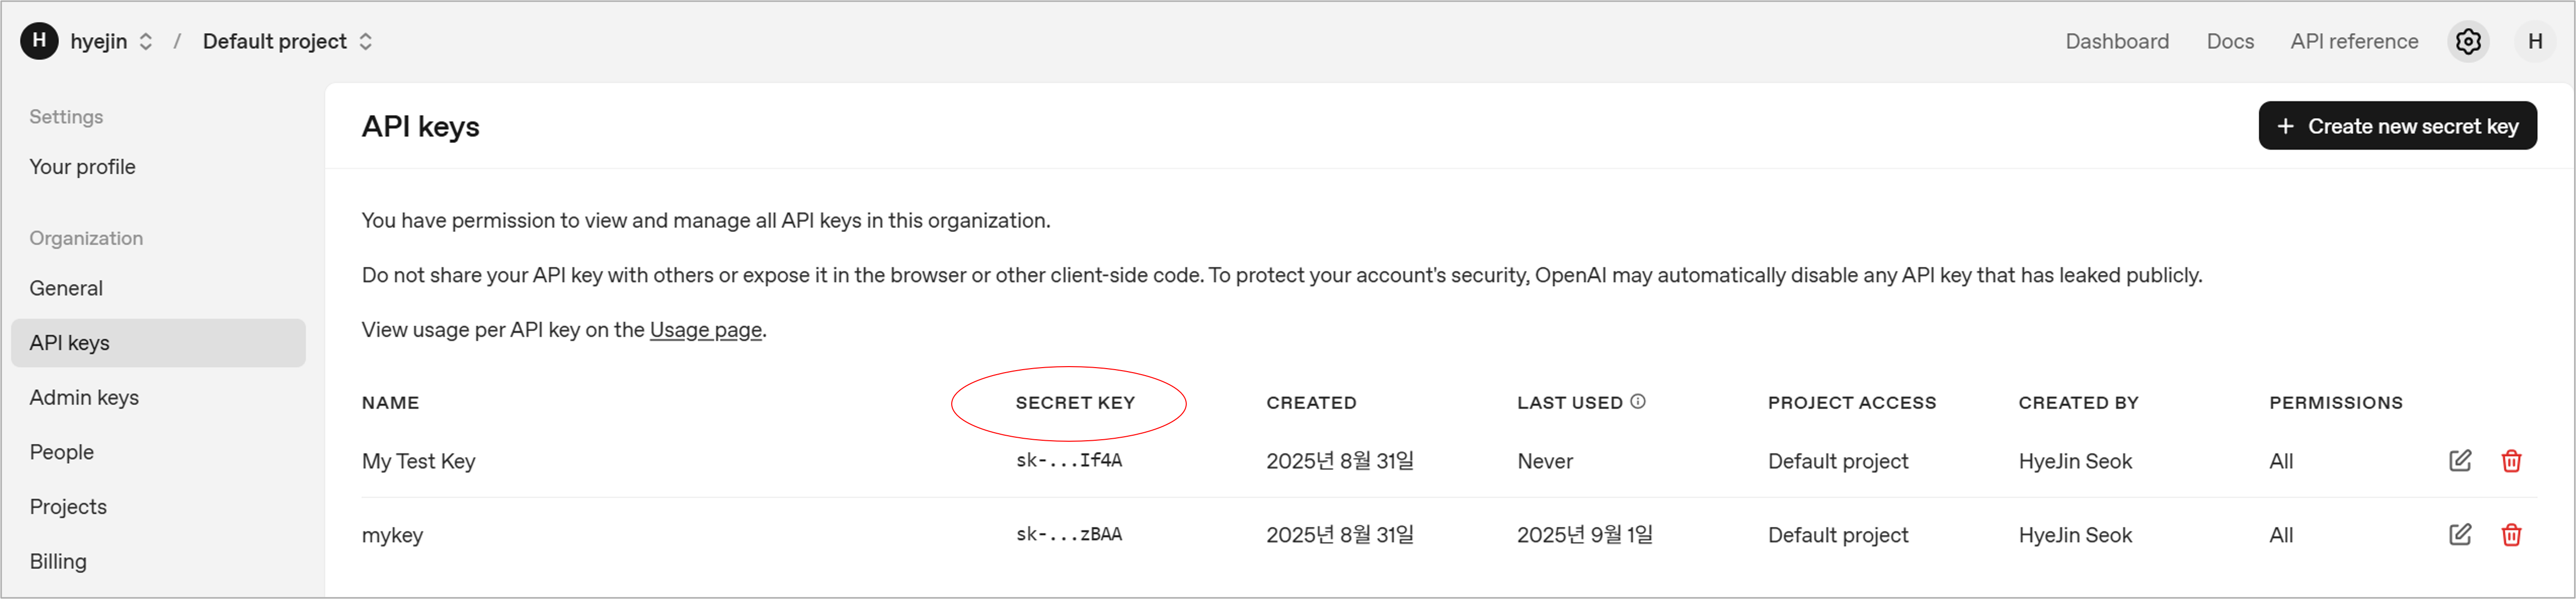 H hyejin / Default project Dashboard Docs API reference H
Settings
Your profile
Organization
General
API keys
Admin keys
People
Projects
Billing
API keys + Create new secret key
You have permission to view and manage all API keys in this organization.
Do not share your API key with others or expose it in the browser or other client-side code. To protect your account's security, OpenAI may automatically disable any API key that has leaked publicly.
View usage per API key on the Usage page.
NAME SECRET KEY CREATED LAST USED PROJECT ACCESS CREATED BY PERMISSIONS
My Test Key sk-...If4A 2025년 8월 31일 Never Default project HyeJin Seok All
mykey sk-...zBAA 2025년 8월 31일 2025년 9월 1일 Default project HyeJin Seok All